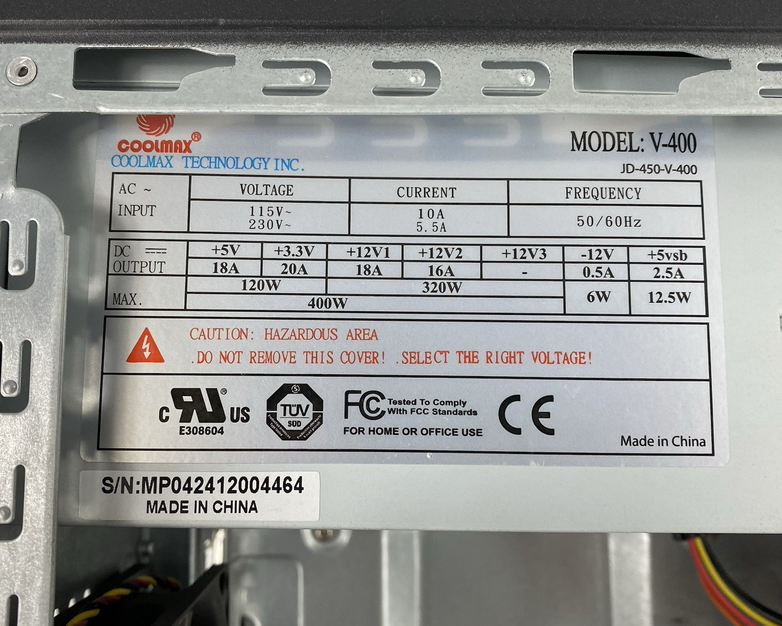 COOLMAX®
COOLMAX TECHNOLOGY INC.
MODEL: V-400
JD-450-V-400
AC ~ INPUT VOLTAGE CURRENT FREQUENCY
115V~ 10A 50/60Hz
230V~ 5.5A
DC OUTPUT +5V +3.3V +12V1 +12V2 +12V3 -12V +5vsb
18A 20A 18A 16A - 0.5A 2.5A
MAX. 120W 320W 6W 12.5W
400W
CAUTION: HAZARDOUS AREA
.DO NOT REMOVE THIS COVER! .SELECT THE RIGHT VOLTAGE!
c RU® US
E308604
TÜV
SÜD
FC Tested To Comply
With FCC Standards
FOR HOME OR OFFICE USE
CE
Made in China
S/N:MP042412004464
MADE IN CHINA